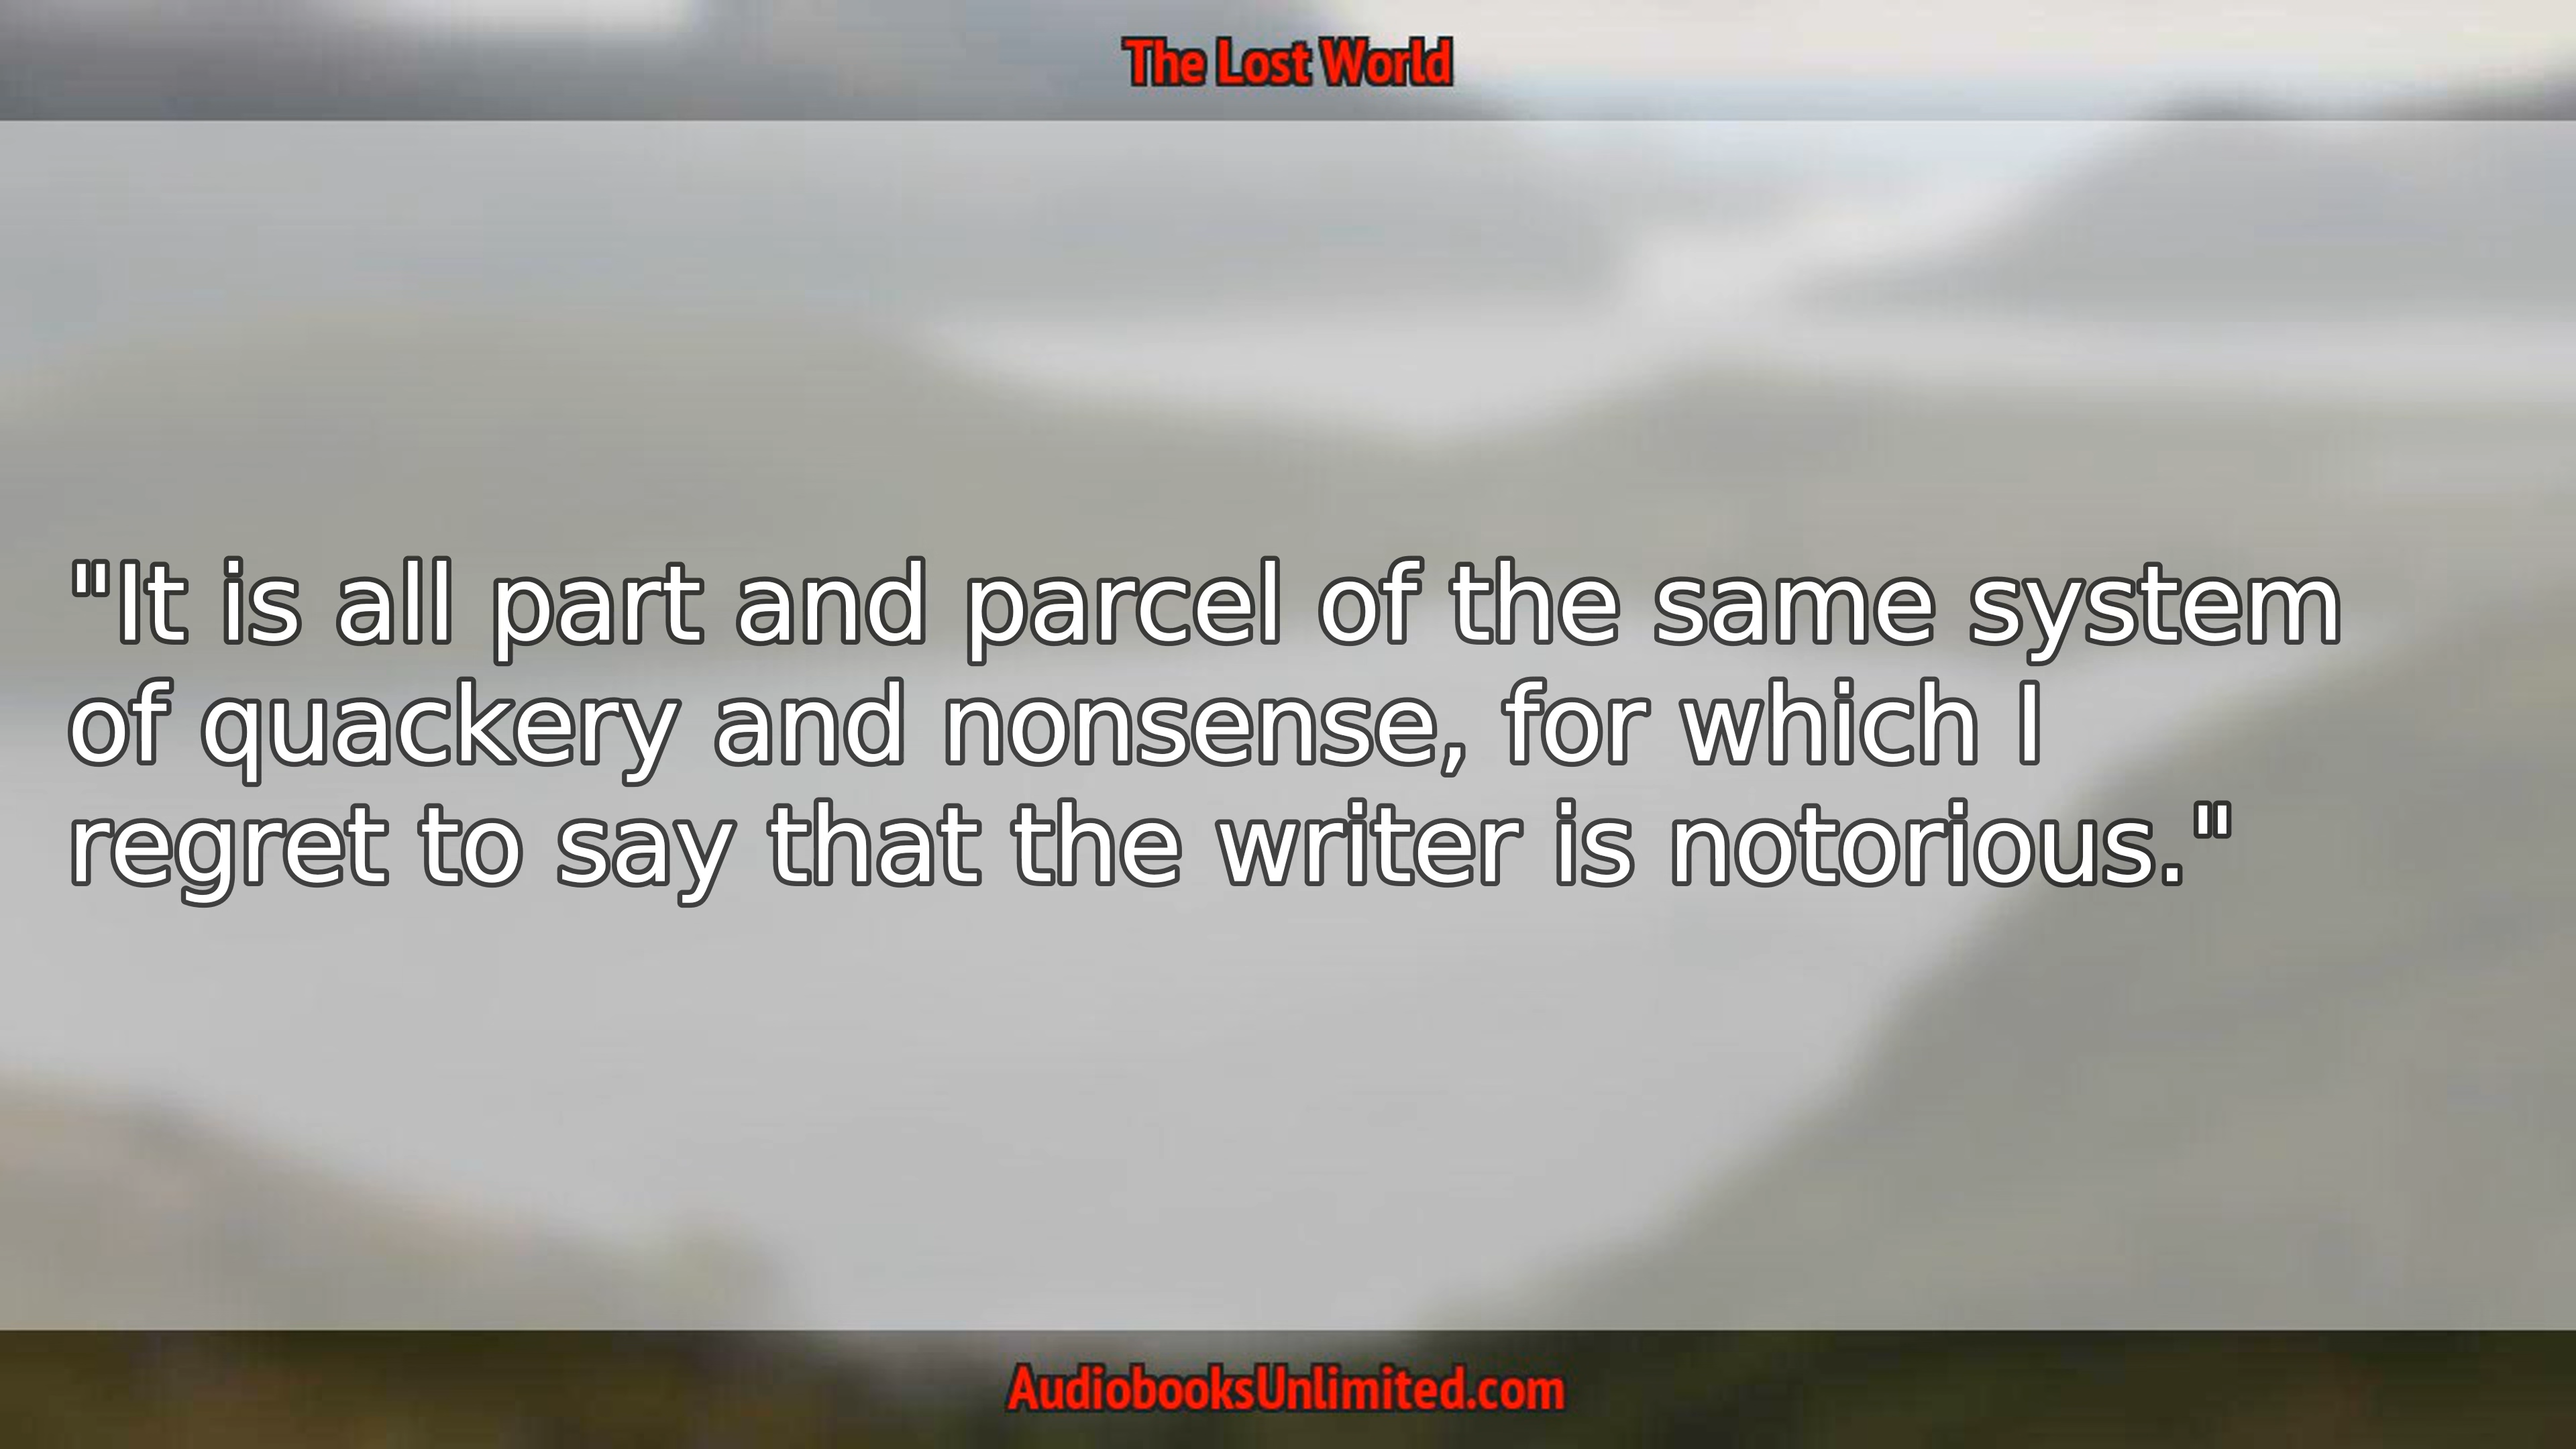 The Lost World
"It is all part and parcel of the same system
of quackery and nonsense, for which I
regret to say that the writer is notorious."
AudiobooksUnlimited.com